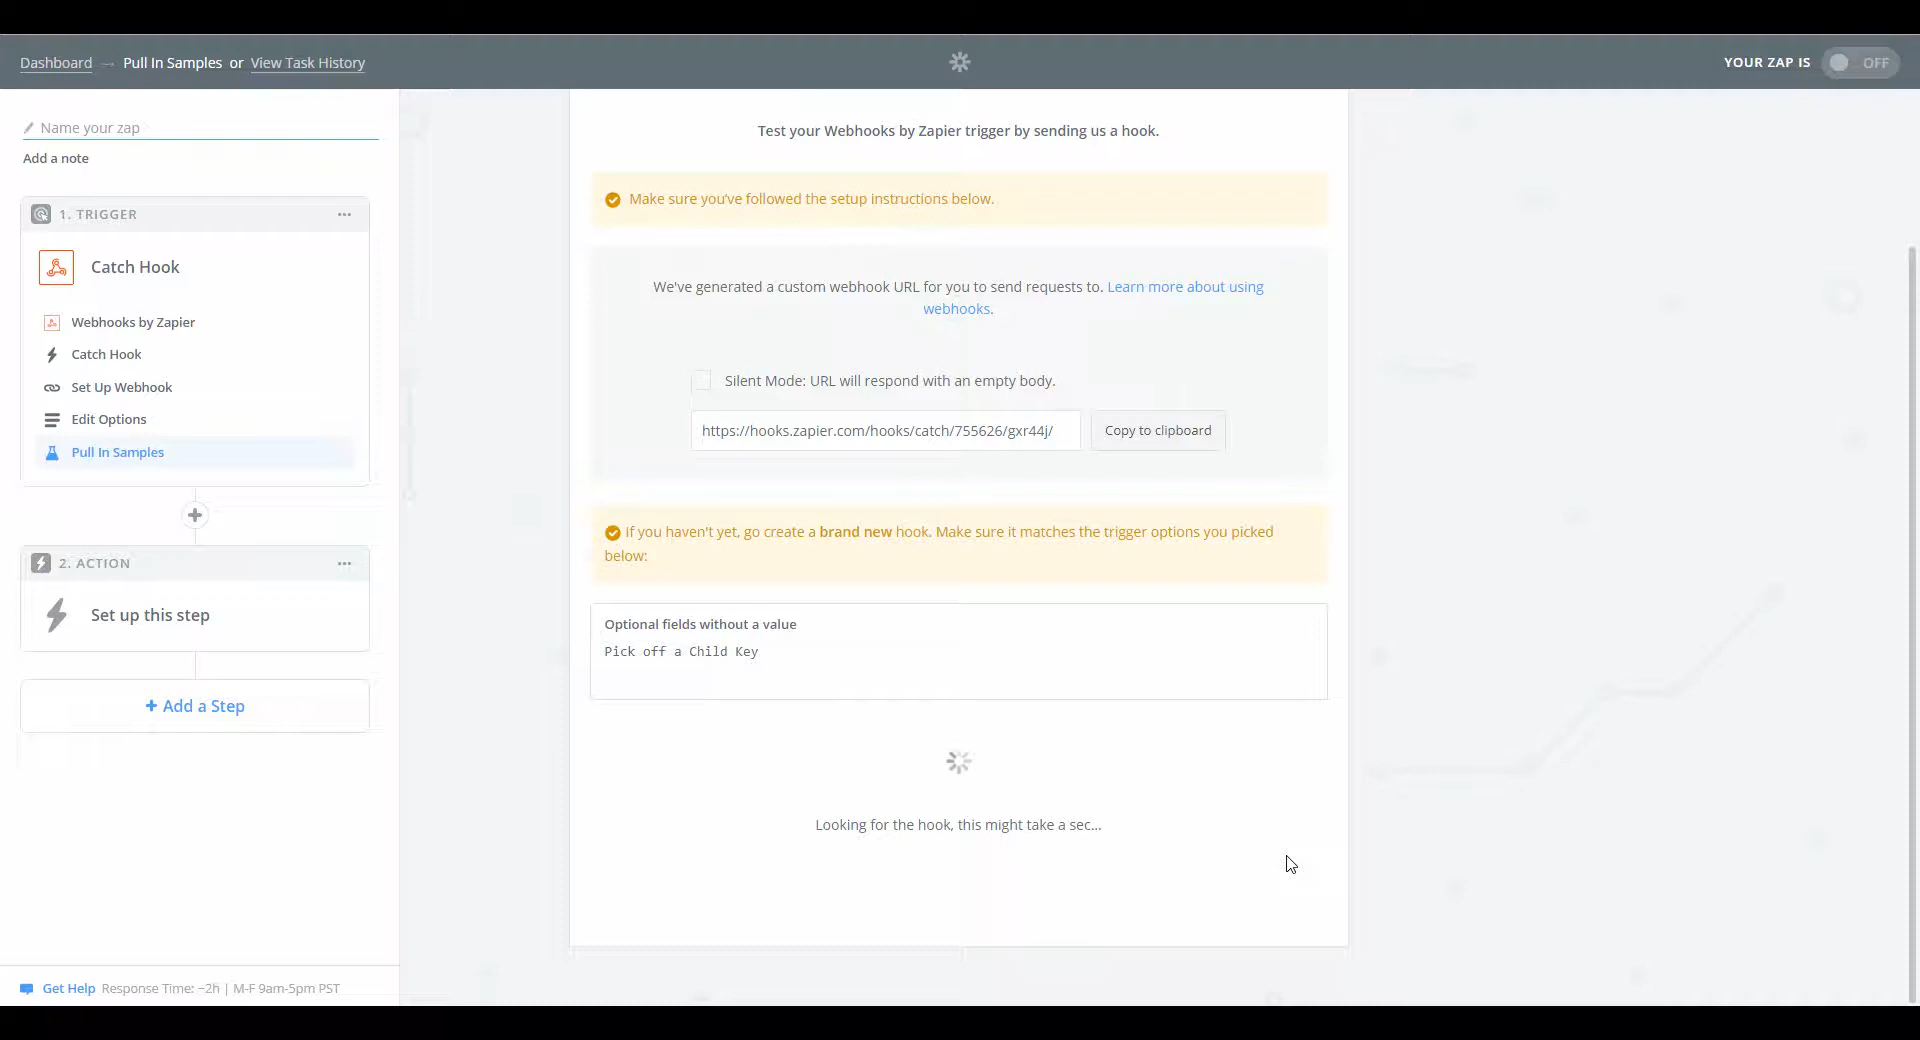 Dashboard → Pull In Samples or View Task History
YOUR ZAP IS OFF
Name your zap
Add a note
1. TRIGGER
Catch Hook
Webhooks by Zapier
Catch Hook
Set Up Webhook
Edit Options
Pull In Samples
2. ACTION
Set up this step
+ Add a Step
Get Help Response Time: ~2h | M-F 9am-5pm PST
Test your Webhooks by Zapier trigger by sending us a hook.
Make sure you've followed the setup instructions below.
We've generated a custom webhook URL for you to send requests to. Learn more about using
webhooks.
Silent Mode: URL will respond with an empty body.
https://hooks.zapier.com/hooks/catch/755626/gxr44j/
Copy to clipboard
If you haven't yet, go create a brand new hook. Make sure it matches the trigger options you picked
below:
Optional fields without a value
Pick off a Child Key
Looking for the hook, this might take a sec...